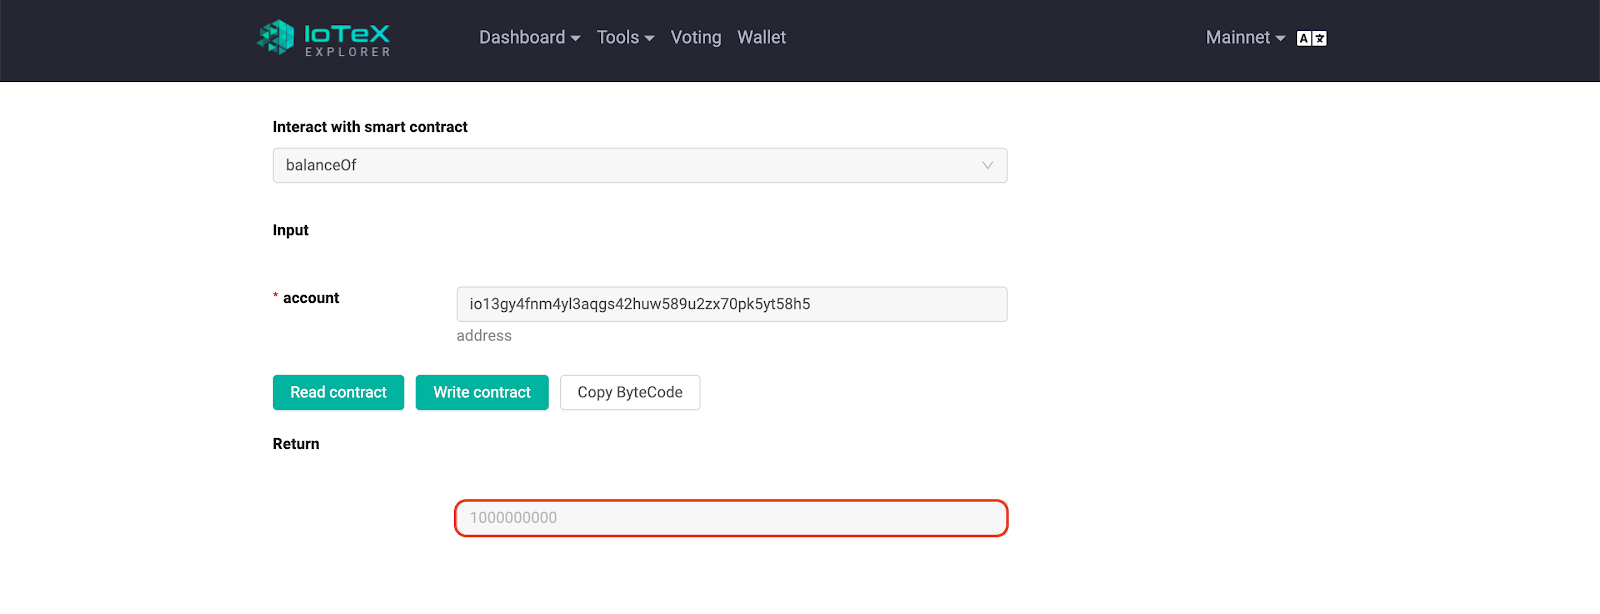 IoTeX
EXPLORER
Dashboard Tools Voting Wallet
Mainnet A
Interact with smart contract
balanceOf
Input
* account
io13gy4fnm4yl3aqgs42huw589u2zx70pk5yt58h5
address
Read contract Write contract Copy ByteCode
Return
1000000000